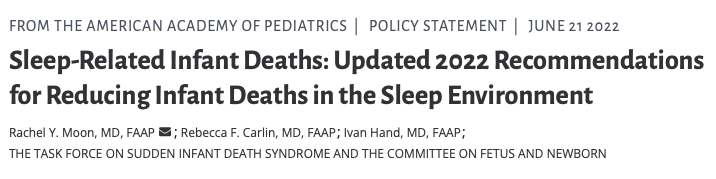 FROM THE AMERICAN ACADEMY OF PEDIATRICS | POLICY STATEMENT | JUNE 21 2022
Sleep-Related Infant Deaths: Updated 2022 Recommendations
for Reducing Infant Deaths in the Sleep Environment
Rachel Y. Moon, MD, FAAP ; Rebecca F. Carlin, MD, FAAP; Ivan Hand, MD, FAAP;
THE TASK FORCE ON SUDDEN INFANT DEATH SYNDROME AND THE COMMITTEE ON FETUS AND NEWBORN